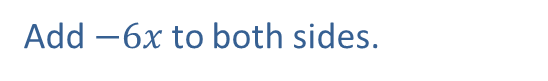 Add −6𝑥 to both sides.